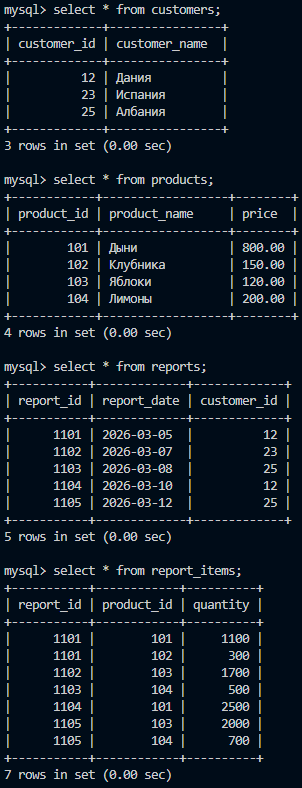 mysql> select * from customers;
+-------------+---------------+
| customer_id | customer_name |
+-------------+---------------+
|          12 | Дания         |
|          23 | Испания       |
|          25 | Албания       |
+-------------+---------------+
3 rows in set (0.00 sec)

mysql> select * from products;
+------------+--------------+--------+
| product_id | product_name | price  |
+------------+--------------+--------+
|        101 | Дыни         | 800.00 |
|        102 | Клубника     | 150.00 |
|        103 | Яблоки       | 120.00 |
|        104 | Лимоны       | 200.00 |
+------------+--------------+--------+
4 rows in set (0.00 sec)

mysql> select * from reports;
+-----------+-------------+-------------+
| report_id | report_date | customer_id |
+-----------+-------------+-------------+
|      1101 | 2026-03-05  |          12 |
|      1102 | 2026-03-07  |          23 |
|      1103 | 2026-03-08  |          25 |
|      1104 | 2026-03-10  |          12 |
|      1105 | 2026-03-12  |          25 |
+-----------+-------------+-------------+
5 rows in set (0.00 sec)

mysql> select * from report_items;
+-----------+------------+----------+
| report_id | product_id | quantity |
+-----------+------------+----------+
|      1101 |        101 |     1100 |
|      1101 |        102 |      300 |
|      1102 |        103 |     1700 |
|      1103 |        104 |      500 |
|      1104 |        101 |     2500 |
|      1105 |        103 |     2000 |
|      1105 |        104 |      700 |
+-----------+------------+----------+
7 rows in set (0.00 sec)